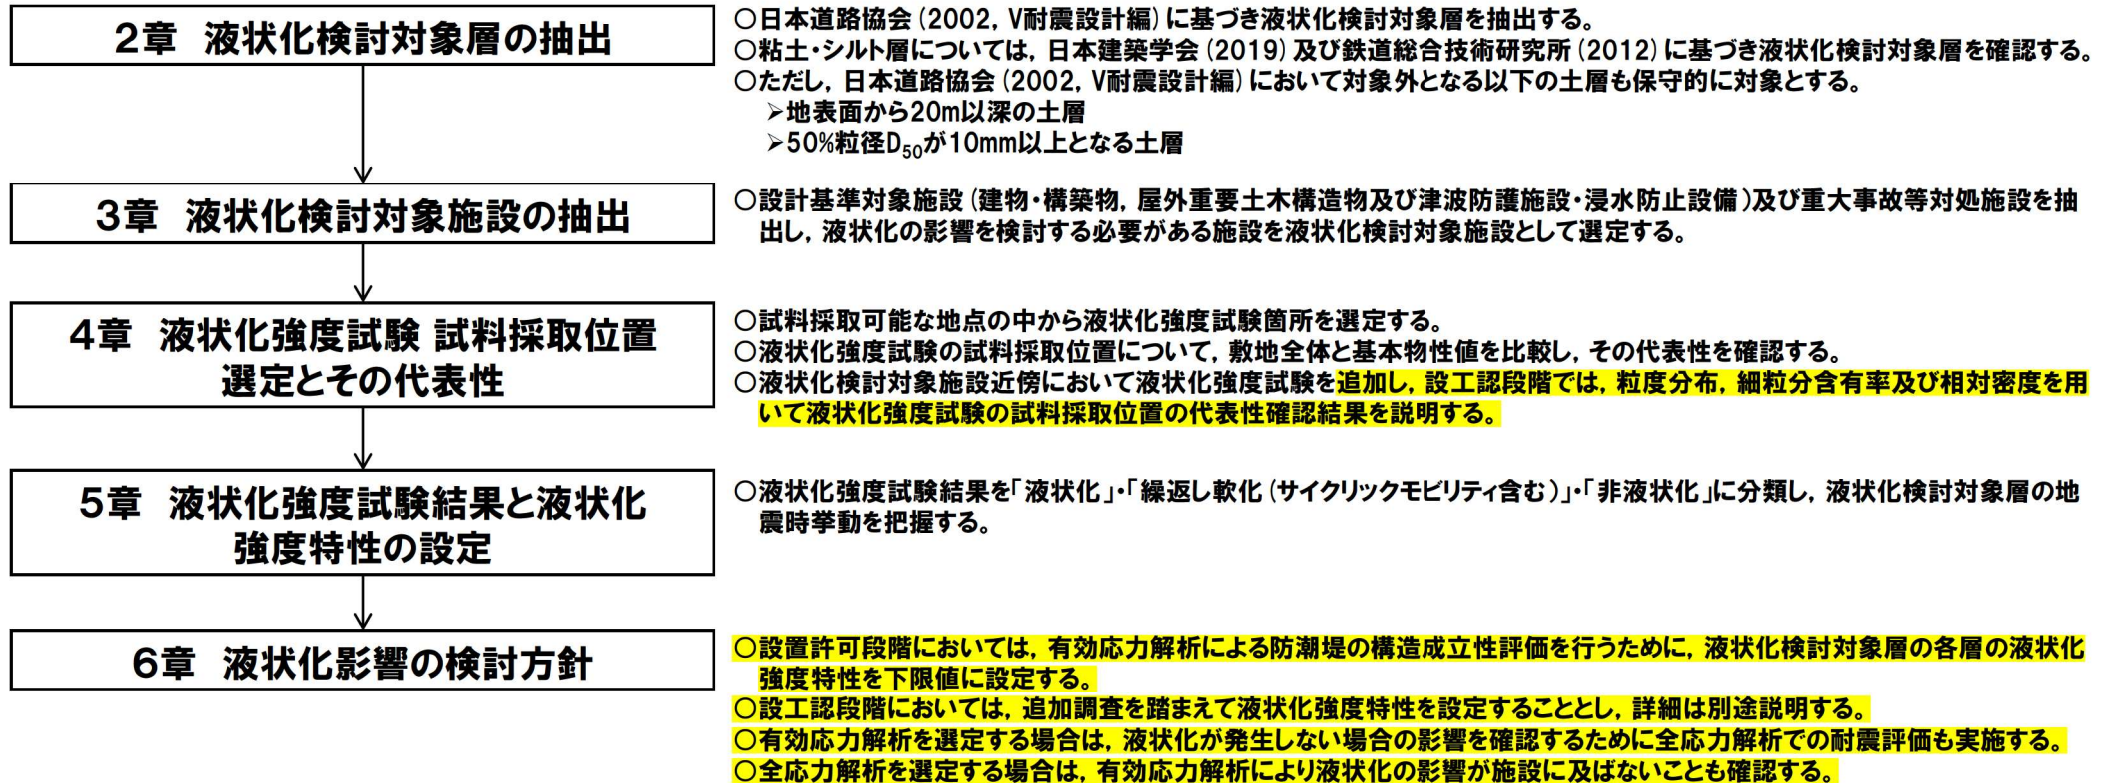 2章 液状化検討対象層の抽出
○日本道路協会(2002, V耐震設計編)に基づき液状化検討対象層を抽出する。
○粘土・シルト層については, 日本建築学会(2019)及び鉄道総合技術研究所(2012)に基づき液状化検討対象層を確認する。
○ただし, 日本道路協会(2002, V耐震設計編)において対象外となる以下の土層も保守的に対象とする。
➢地表面から20m以深の土層
➢50%粒径D₅₀が10mm以上となる土層
3章 液状化検討対象施設の抽出
○設計基準対象施設(建物・構築物, 屋外重要土木構造物及び津波防護施設・浸水防止設備)及び重大事故等対処施設を抽
出し, 液状化の影響を検討する必要がある施設を液状化検討対象施設として選定する。
4章 液状化強度試験 試料採取位置
選定とその代表性
○試料採取可能な地点の中から液状化強度試験箇所を選定する。
○液状化強度試験の試料採取位置について, 敷地全体と基本物性値を比較し, その代表性を確認する。
○液状化検討対象施設近傍において液状化強度試験を追加し, 設工認段階では, 粒度分布, 細粒分含有率及び相対密度を用
いて液状化強度試験の試料採取位置の代表性確認結果を説明する。
5章 液状化強度試験結果と液状化
強度特性の設定
○液状化強度試験結果を「液状化」・「繰返し軟化(サイクリックモビリティ含む)」・「非液状化」に分類し, 液状化検討対象層の地
震時挙動を把握する。
6章 液状化影響の検討方針
○設置許可段階においては, 有効応力解析による防潮堤の構造成立性評価を行うために, 液状化検討対象層の各層の液状化
強度特性を下限値に設定する。
○設工認段階においては, 追加調査を踏まえて液状化強度特性を設定することとし, 詳細は別途説明する。
○有効応力解析を選定する場合は, 液状化が発生しない場合の影響を確認するために全応力解析での耐震評価も実施する。
○全応力解析を選定する場合は, 有効応力解析により液状化の影響が施設に及ばないことも確認する。